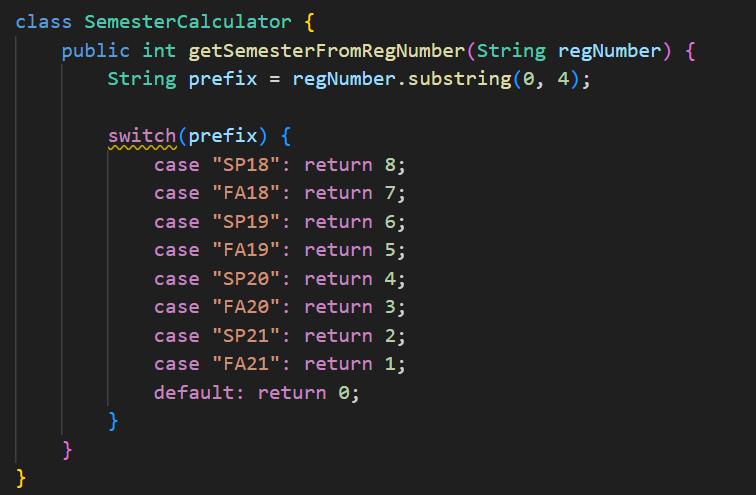 class SemesterCalculator {
public int getSemesterFromRegNumber(String regNumber) {
String prefix = regNumber.substring(0, 4);
switch(prefix) {
case "SP18": return 8;
case "FA18": return 7;
case "SP19": return 6;
case "FA19": return 5;
case "SP20": return 4;
case "FA20": return 3;
case "SP21": return 2;
case "FA21": return 1;
default: return 0;
}
}
}